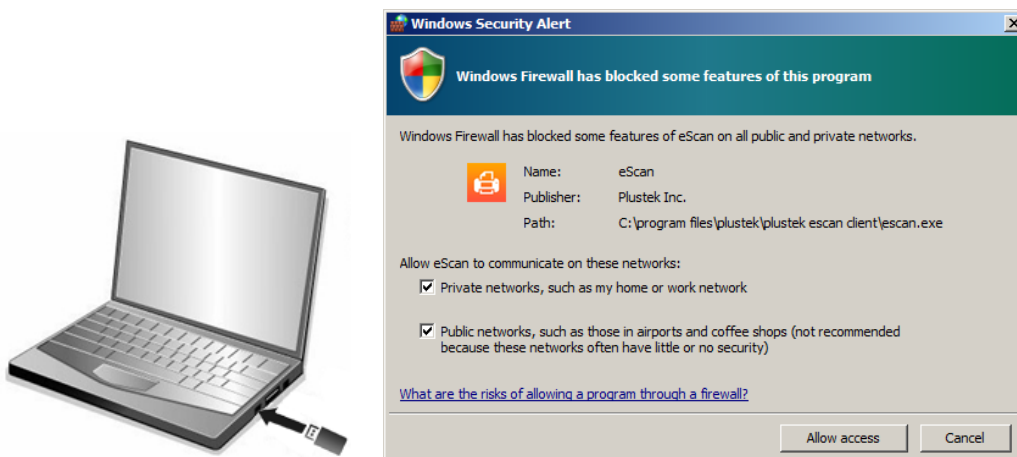 Windows Security Alert
Windows Firewall has blocked some features of this program
Windows Firewall has blocked some features of eScan on all public and private networks.
Name: eScan
Publisher: Plustek Inc.
Path: C:\program files\plustek\plustek escan client\escan.exe
Allow eScan to communicate on these networks:
Private networks, such as my home or work network
Public networks, such as those in airports and coffee shops (not recommended
because these networks often have little or no security)
What are the risks of allowing a program through a firewall?
Allow access Cancel